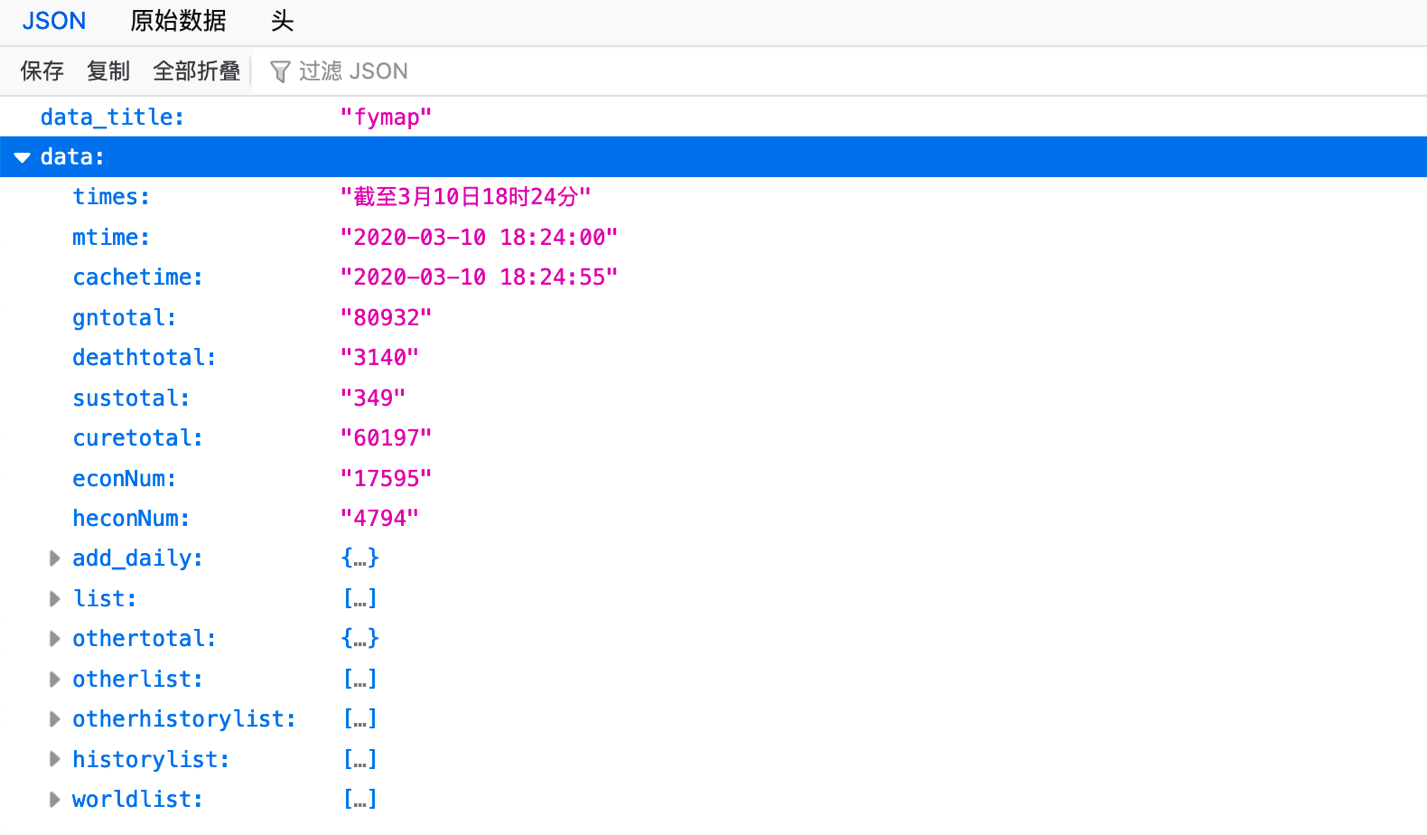 JSON 原始数据 头
保存 复制 全部折叠 过滤 JSON
data_title: "fymap"
data:
times: "截至3月10日18时24分"
mtime: "2020-03-10 18:24:00"
cachetime: "2020-03-10 18:24:55"
gntotal: "80932"
deathtotal: "3140"
sustotal: "349"
curetotal: "60197"
econNum: "17595"
heconNum: "4794"
add_daily: {…}
list: […]
othertotal: {…}
otherlist: […]
otherhistorylist: […]
historylist: […]
worldlist: […]